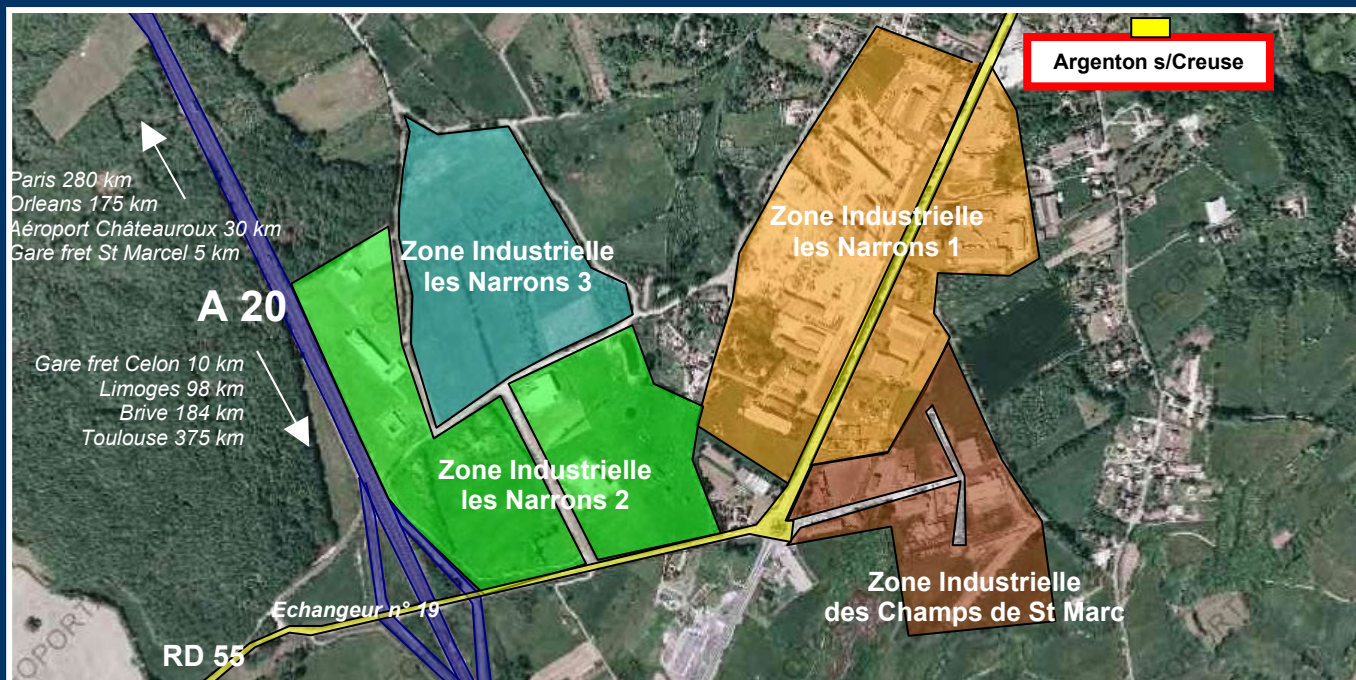 Argenton s/Creuse
Paris 280 km
Orleans 175 km
Aéroport Châteauroux 30 km
Gare fret St Marcel 5 km
Zone Industrielle
les Narrons 1
Zone Industrielle
les Narrons 3
A 20
Gare fret Celon 10 km
Limoges 98 km
Brive 184 km
Toulouse 375 km
Zone Industrielle
les Narrons 2
Zone Industrielle
des Champs de St Marc
Echangeur n° 19
RD 55